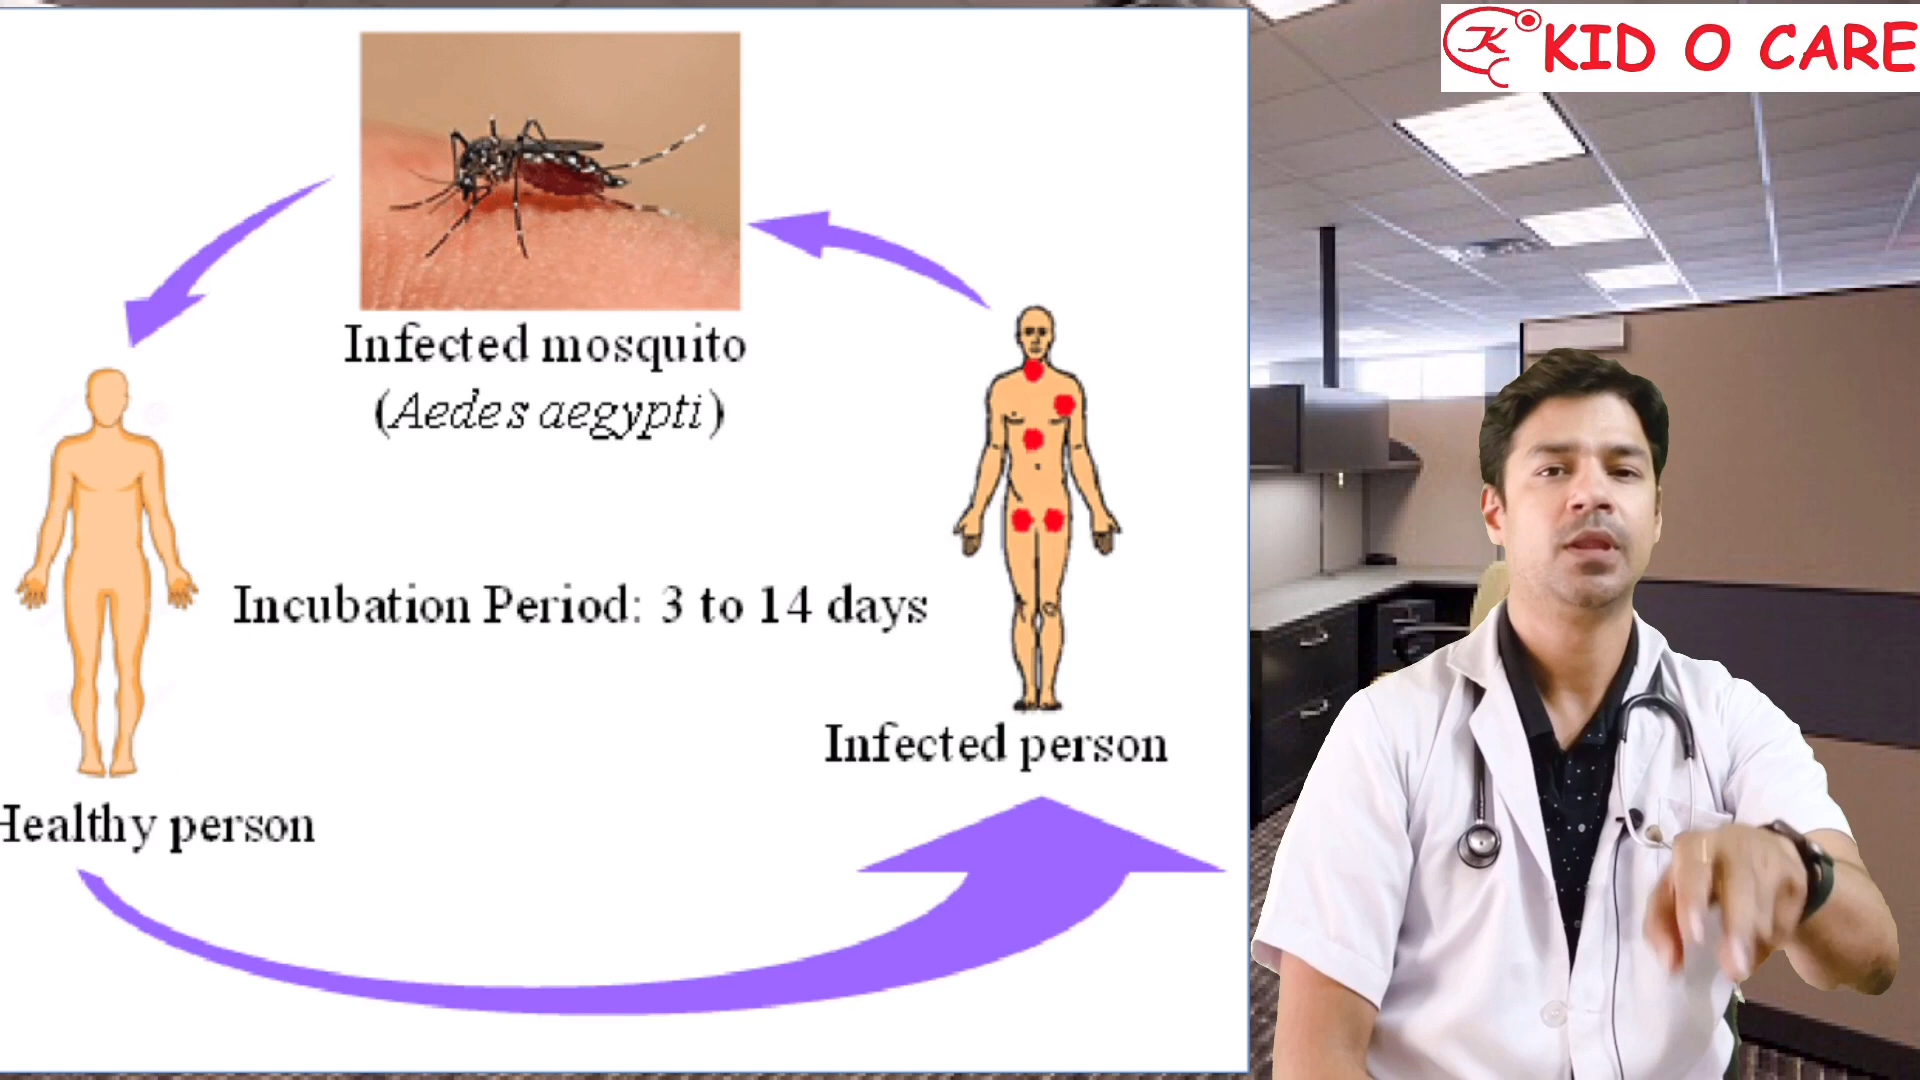 KID O CARE
Infected mosquito
(Aedes aegypti)
Incubation Period: 3 to 14 days
Infected person
Healthy person